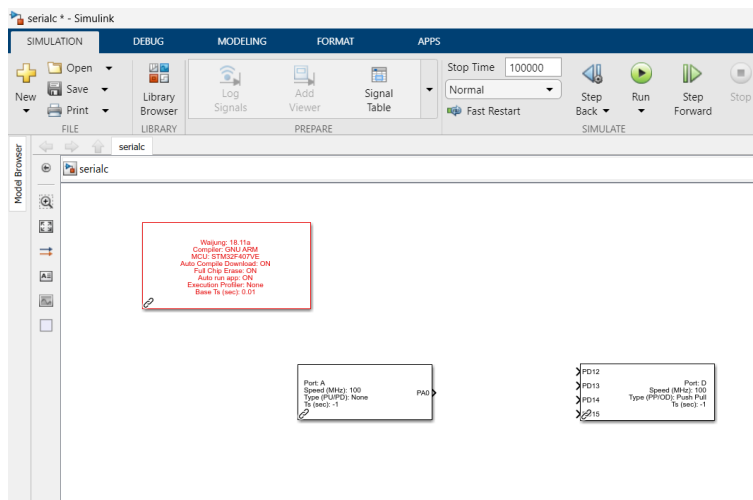 serialc * - Simulink
SIMULATION DEBUG MODELING FORMAT APPS
New
Open
Save
Print
FILE
Library
Browser
LIBRARY
Log
Signals
Add
Viewer
Signal
Table
PREPARE
Stop Time 100000
Normal
Fast Restart
Step
Back
Run
Step
Forward
Stop
SIMULATE
Model Browser
serialc
serialc
Waijung: 18.11a
Compiler: GNU ARM
MCU: STM32F407VE
Auto Compile Download: ON
Full Chip Erase: ON
Auto run app: ON
Execution Profiler: None
Base Ts (sec): 0.01
Port: A
Speed (MHz): 100
Type (PU/PD): None
Ts (sec): -1
PA0
PD12
PD13
PD14
Port: D
Speed (MHz): 100
Type (PP/OD): Push Pull
Ts (sec): -1